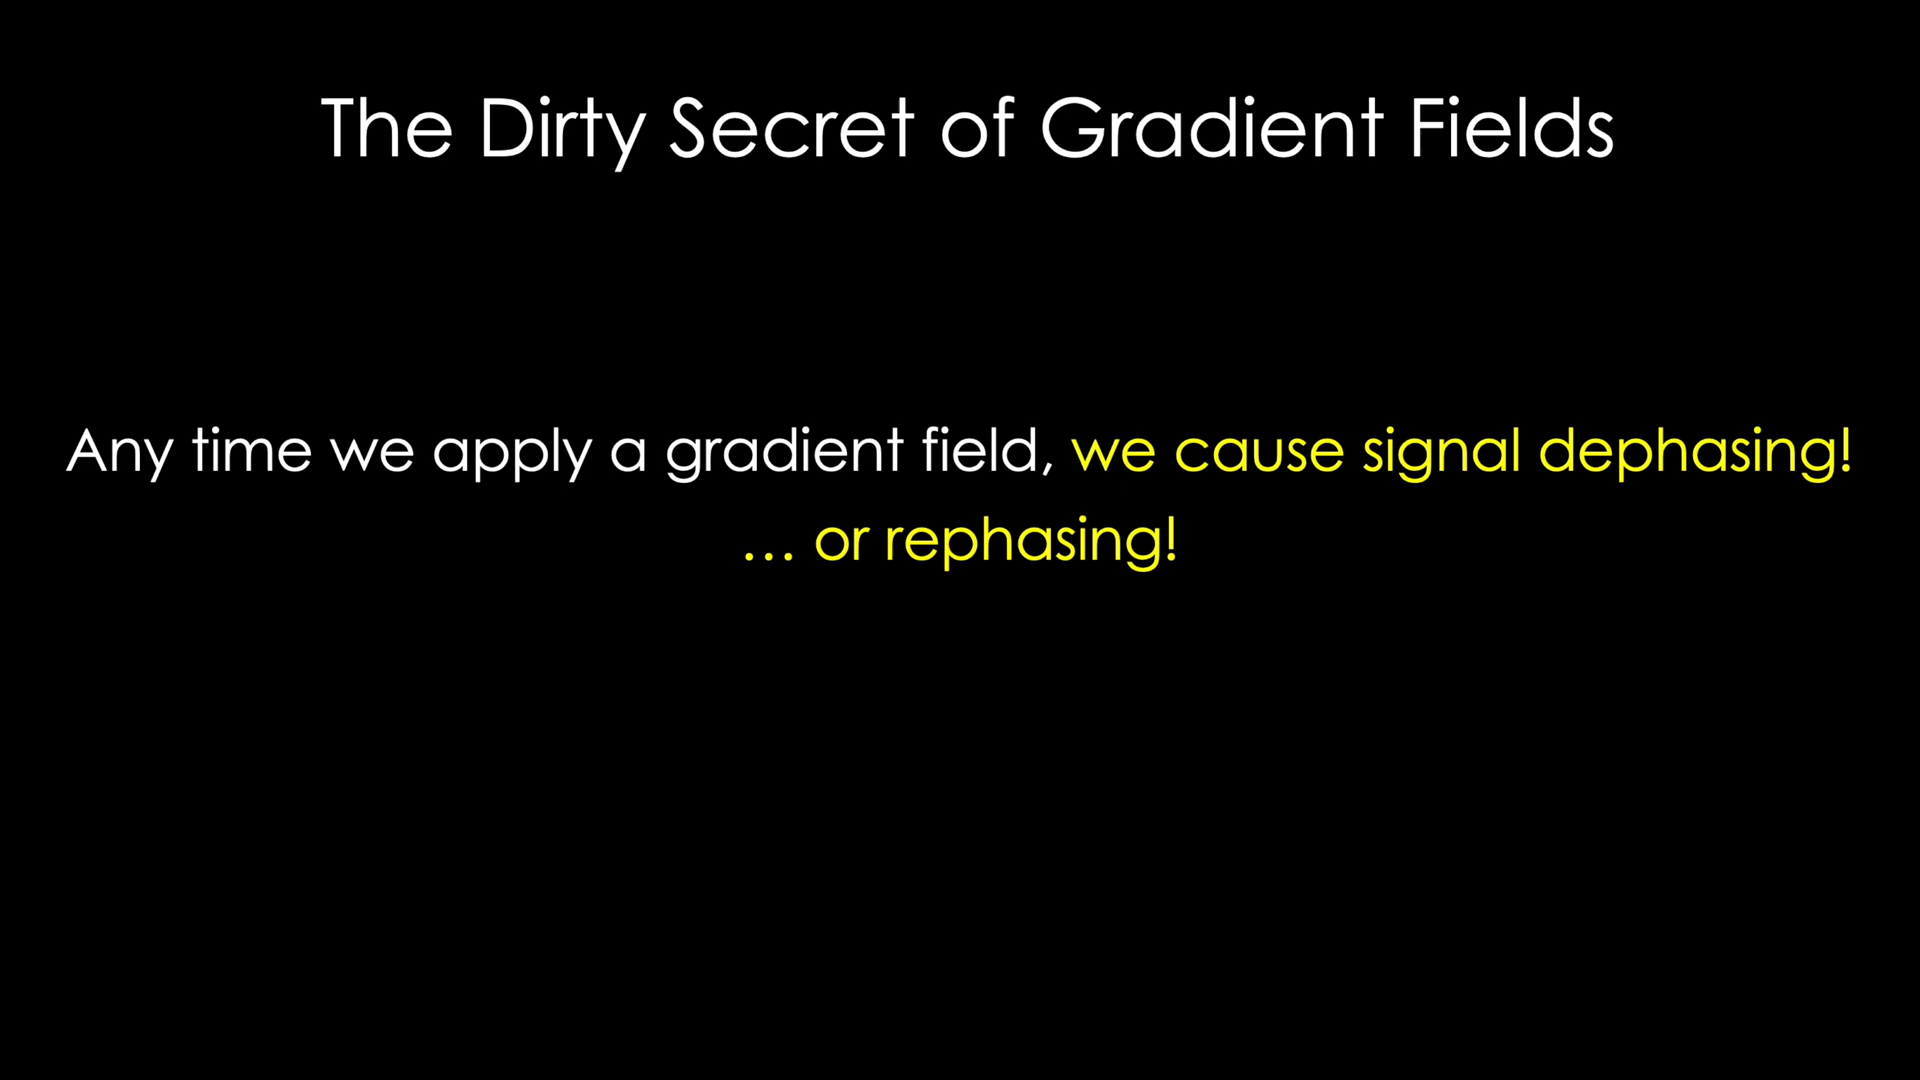 The Dirty Secret of Gradient Fields
Any time we apply a gradient field, we cause signal dephasing!
… or rephasing!